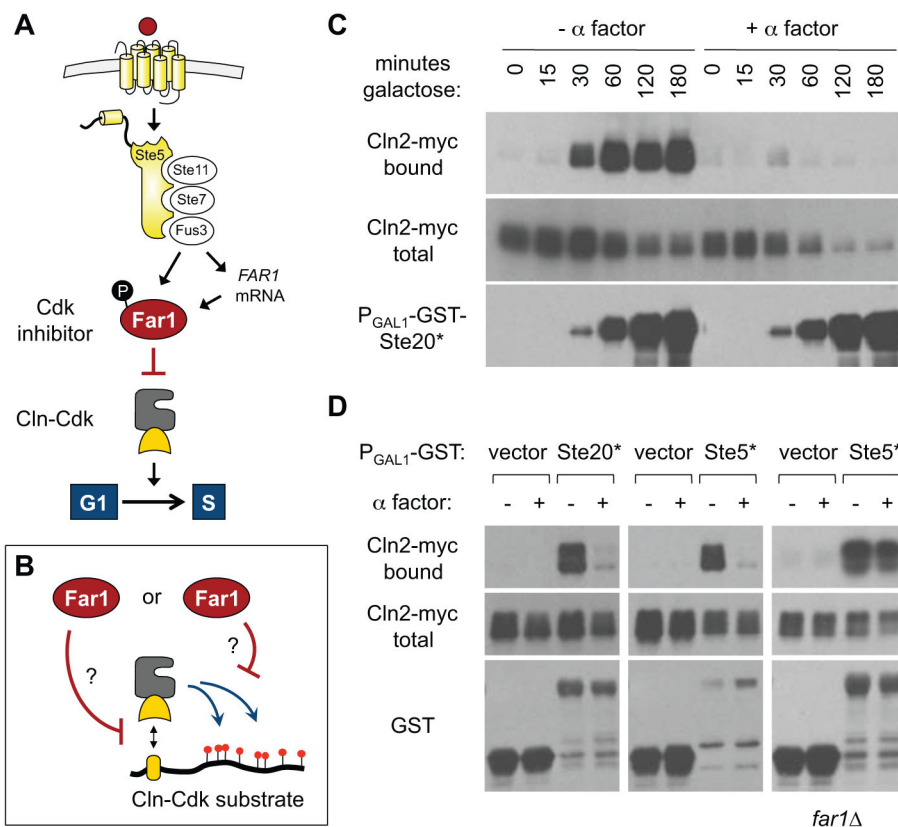 A
Ste5
Ste11
Ste7
Fus3
FAR1
mRNA
P
Far1
Cdk
inhibitor
Cln-Cdk
G1
S
B
Far1 or Far1
?
?
Cln-Cdk substrate
C
- α factor
+ α factor
minutes
galactose:
0 15 30 60 120 180 0 15 30 60 120 180
Cln2-myc
bound
Cln2-myc
total
PGAL1-GST-
Ste20*
D
PGAL1-GST: vector Ste20* vector Ste5* vector Ste5*
α factor: - + - + - + - + - + - +
Cln2-myc
bound
Cln2-myc
total
GST
far1Δ